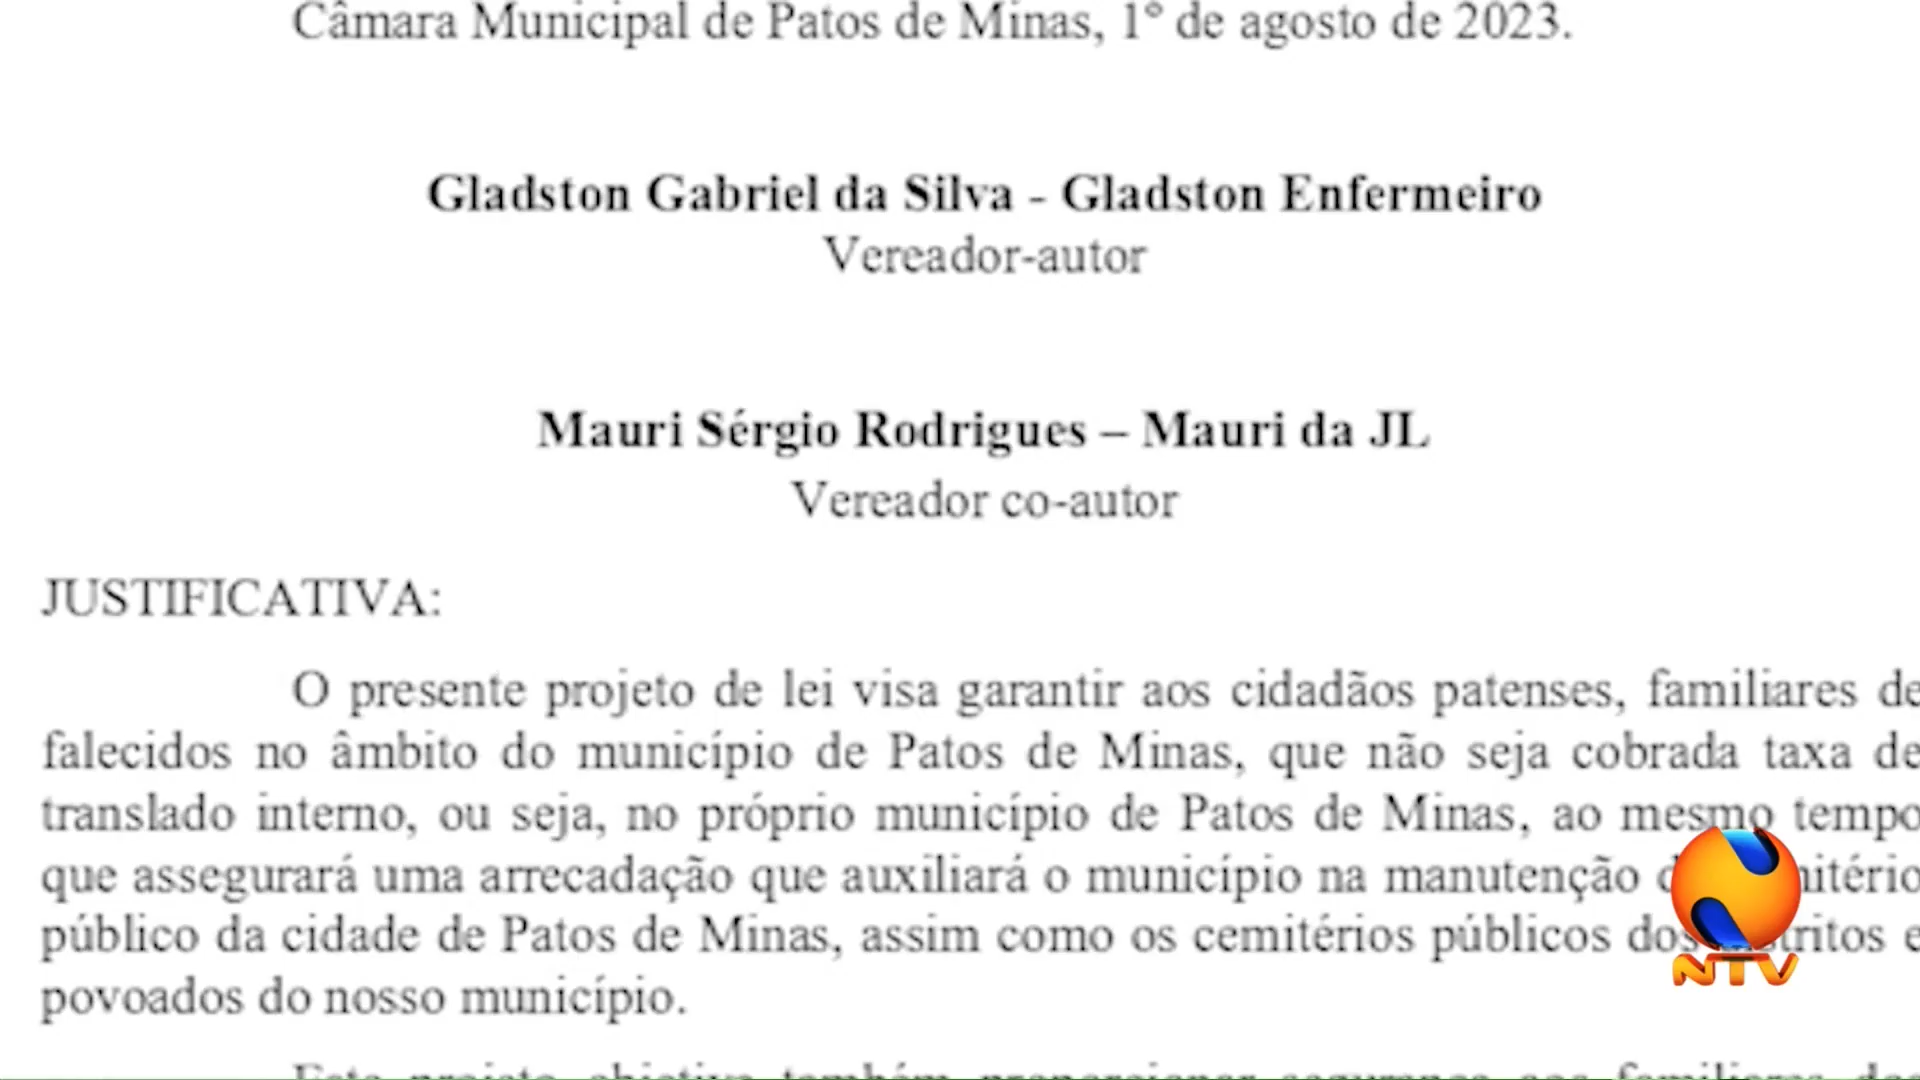 Câmara Municipal de Patos de Minas, 1º de agosto de 2023.
Gladston Gabriel da Silva - Gladston Enfermeiro
Vereador-autor
Mauri Sérgio Rodrigues – Mauri da JL
Vereador co-autor
JUSTIFICATIVA:
O presente projeto de lei visa garantir aos cidadãos patenses, familiares de
falecidos no âmbito do município de Patos de Minas, que não seja cobrada taxa de
translado interno, ou seja, no próprio município de Patos de Minas, ao mesmo tempo
que assegurará uma arrecadação que auxiliará o município na manutenção
público da cidade de Patos de Minas, assim como os cemitérios públicos dos e
povoados do nosso município.
NTV